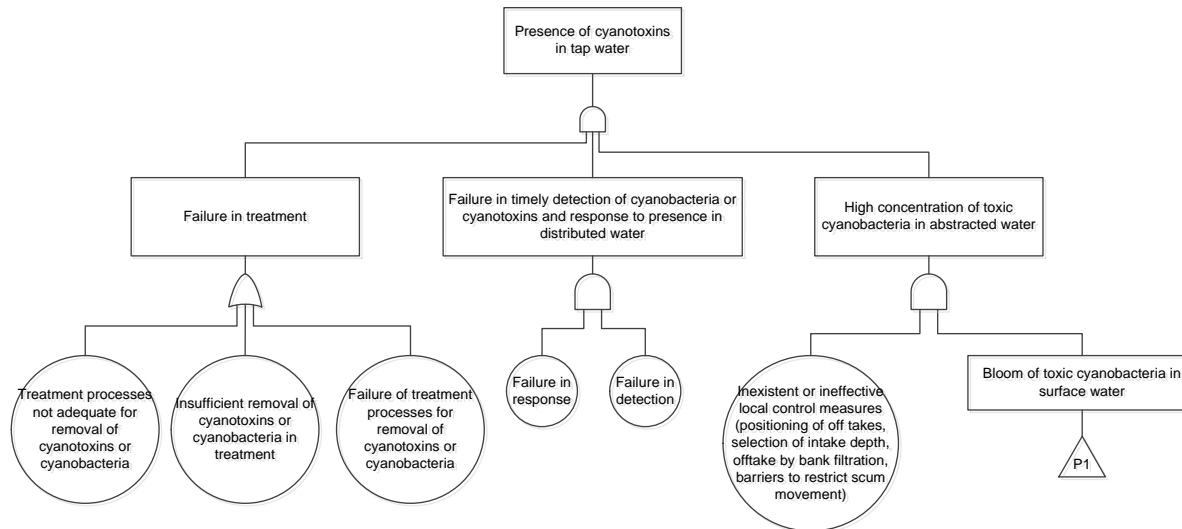 Presence of cyanotoxins
in tap water
Failure in treatment
Failure in timely detection of cyanobacteria or
cyanotoxins and response to presence in
distributed water
High concentration of toxic
cyanobacteria in abstracted water
Treatment processes
not adequate for
removal of
cyanotoxins or
cyanobacteria
Insufficient removal of
cyanotoxins or
cyanobacteria in
treatment
Failure of treatment
processes for
removal of
cyanotoxins or
cyanobacteria
Failure in
response
Failure in
detection
Inexistent or ineffective
local control measures
(positioning of off takes,
selection of intake depth,
offtake by bank filtration,
barriers to restrict scum
movement)
Bloom of toxic cyanobacteria in
surface water
P1